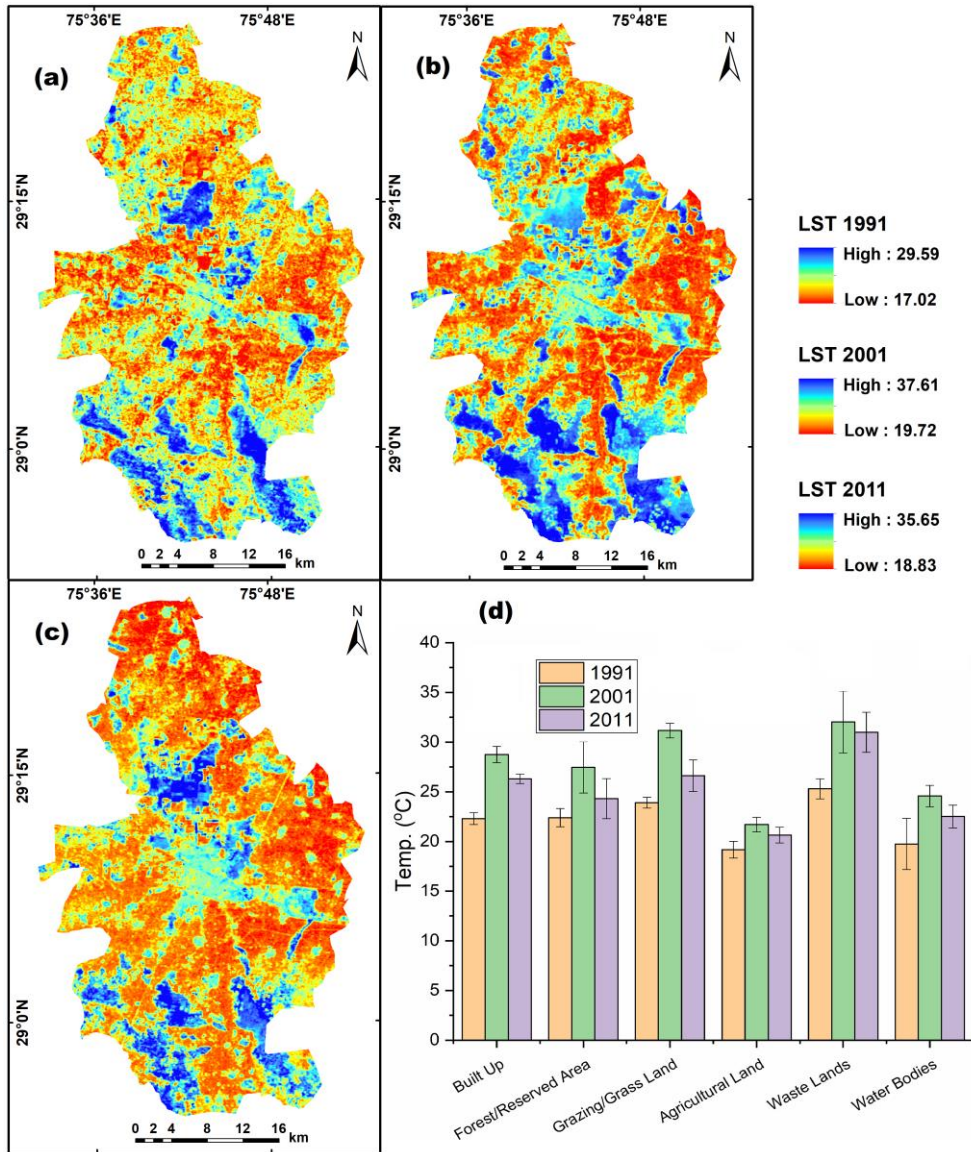 75°36'E 75°48'E
(a)
N
29°15'N
29°0'N
0 2 4 8 12 16
km
75°36'E 75°48'E
(b)
N
29°15'N
29°0'N
0 2 4 8 12 16
km
LST 1991
High : 29.59
Low : 17.02
LST 2001
High : 37.61
Low : 19.72
LST 2011
High : 35.65
Low : 18.83
75°36'E 75°48'E
(c)
N
29°15'N
29°0'N
0 2 4 8 12 16
km
(d)
1991
2001
2011
40
35
30
25
20
15
10
5
0
Temp. (°C)
Built Up
Forest/Reserved Area
Grazing/Grass Land
Agricultural Land
Waste Lands
Water Bodies